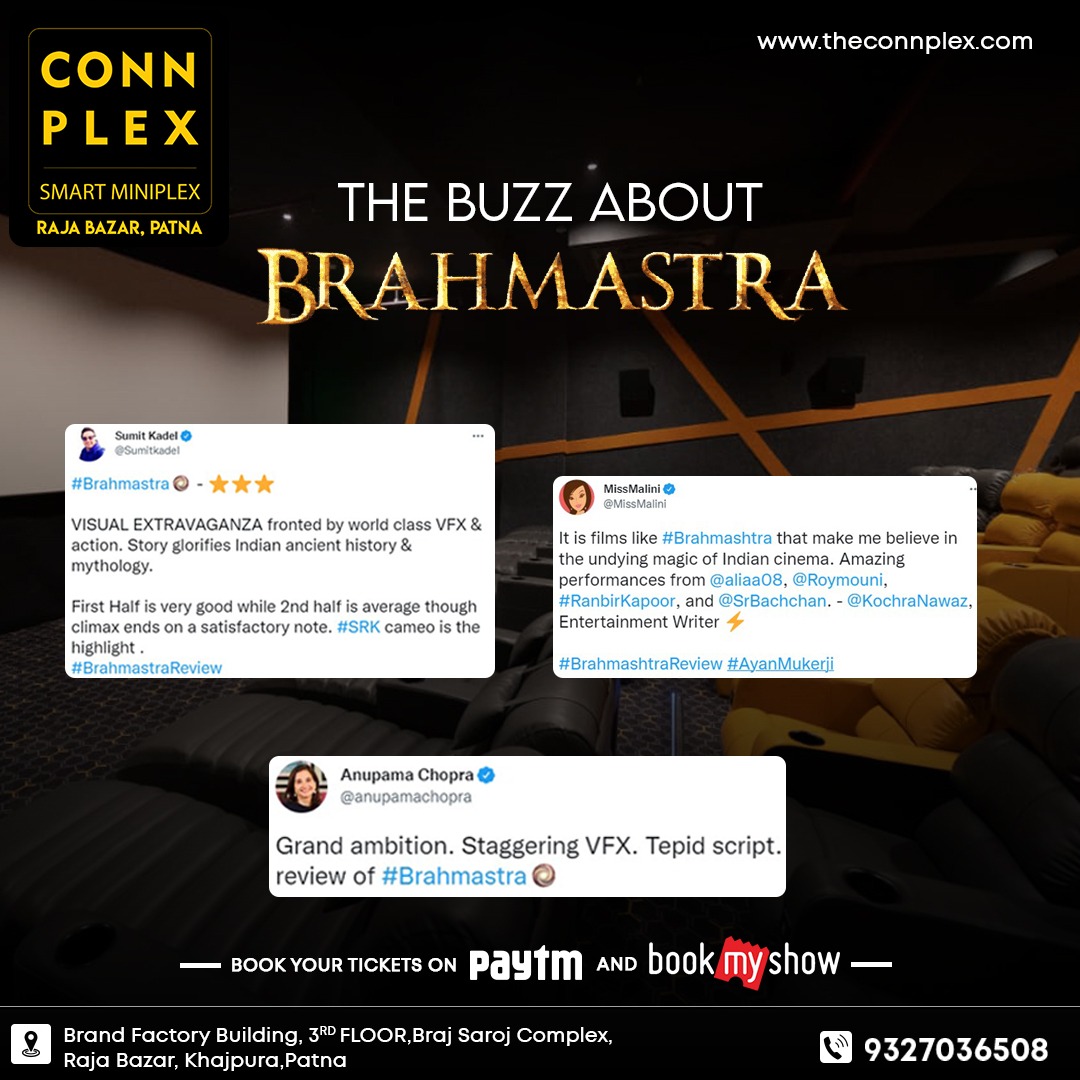 CONN
PLEX
SMART MINIPLEX
RAJA BAZAR, PATNA
www.theconnplex.com
THE BUZZ ABOUT
BRAHMASTRA
Sumit Kadel
@Sumitkadel
#Brahmastra - ⭐⭐⭐
VISUAL EXTRAVAGANZA fronted by world class VFX &
action. Story glorifies Indian ancient history &
mythology.
First Half is very good while 2nd half is average though
climax ends on a satisfactory note. #SRK cameo is the
highlight .
#BrahmastraReview
MissMalini
@MissMalini
It is films like #Brahmashtra that make me believe in
the undying magic of Indian cinema. Amazing
performances from @aliaa08, @Roymouni,
#RanbirKapoor, and @SrBachchan. - @KochraNawaz,
Entertainment Writer ⚡
#BrahmashtraReview #AyanMukerji
Anupama Chopra
@anupamachopra
Grand ambition. Staggering VFX. Tepid script.
review of #Brahmastra
BOOK YOUR TICKETS ON paytm AND bookmyshow
Brand Factory Building, 3RD FLOOR,Braj Saroj Complex,
Raja Bazar, Khajpura,Patna
9327036508